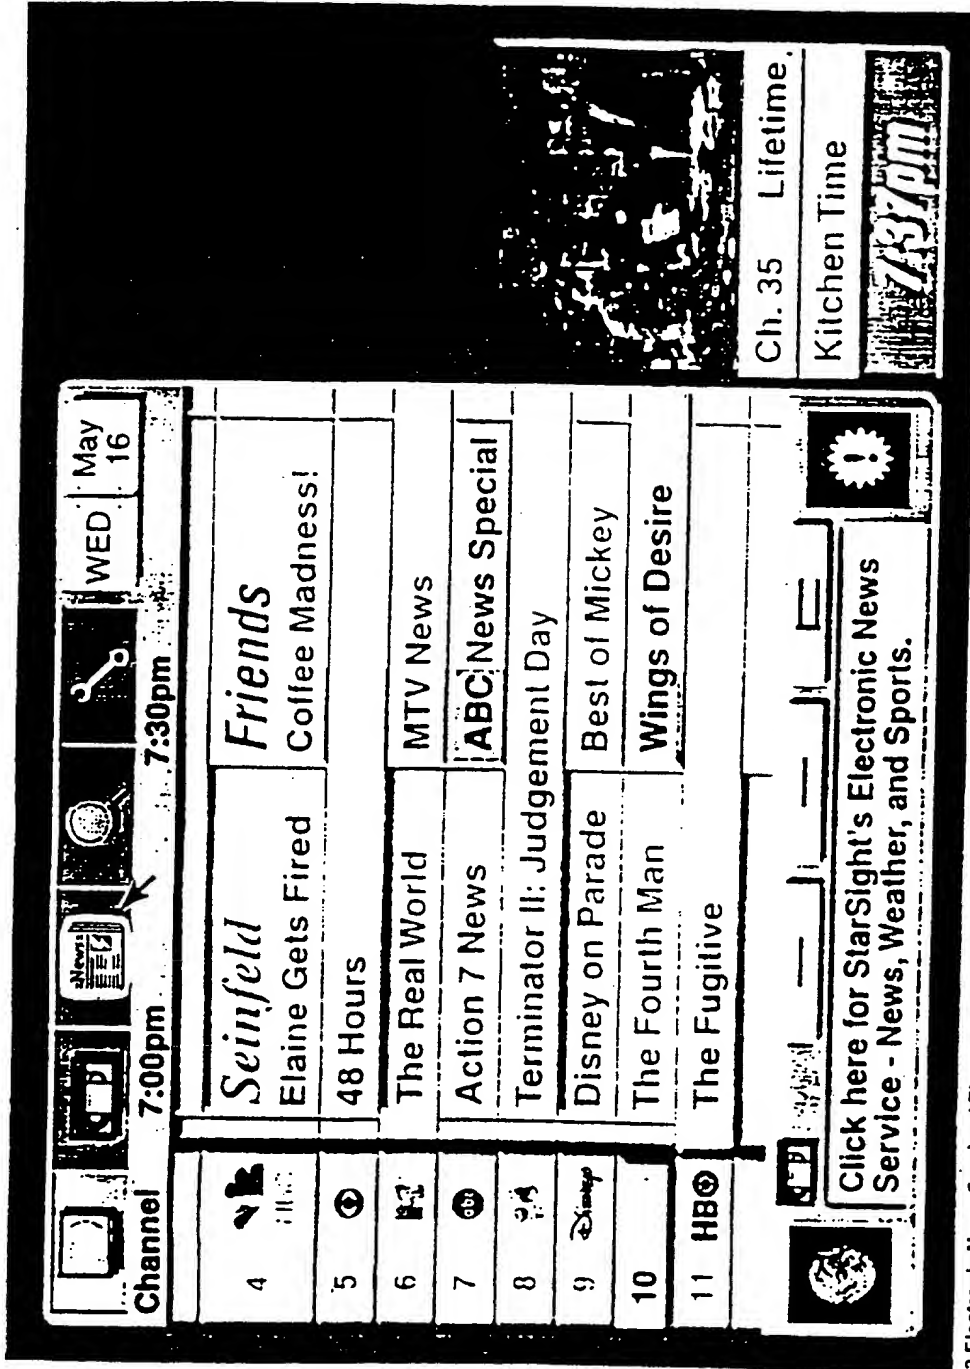 WED May 16
News
Channel 7:00pm 7:30pm
4 Seinfeld Friends
Elaine Gets Fired Coffee Madness!
5 48 Hours
6 The Real World MTV News
7 abc Action 7 News ABC News Special
8 Terminator II: Judgement Day
9 Disney Disney on Parade Best of Mickey
10 The Fourth Man Wings of Desire
11 HBO The Fugitive
Click here for StarSight's Electronic News
Service - News, Weather, and Sports.
Ch. 35 Lifetime
Kitchen Time
7:37pm